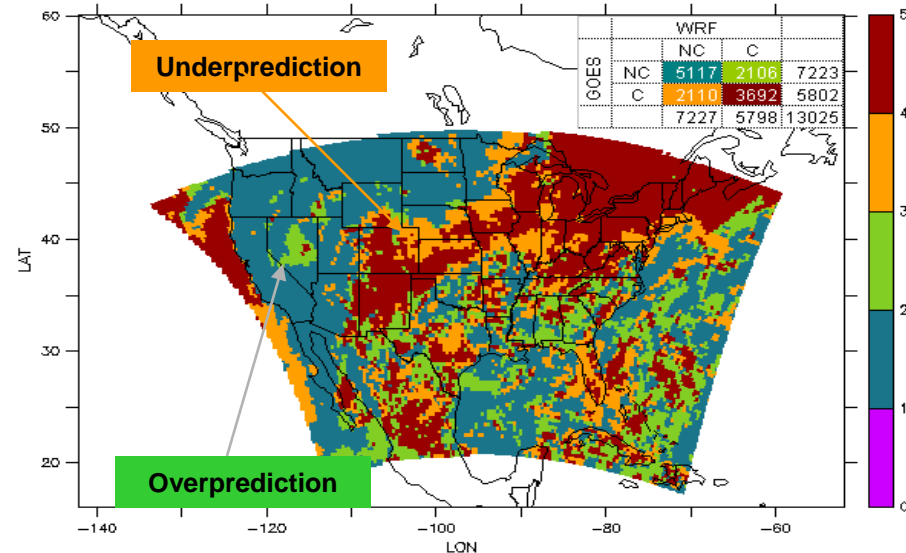 60
50
40
30
20
LAT
−140
−120
−100
−80
−60
LON
Underprediction
Overprediction
WRF
GOES
NC C
NC 5117 2106 7223
C 2110 3692 5802
7227 5798 13025
5
4
3
2
1
0